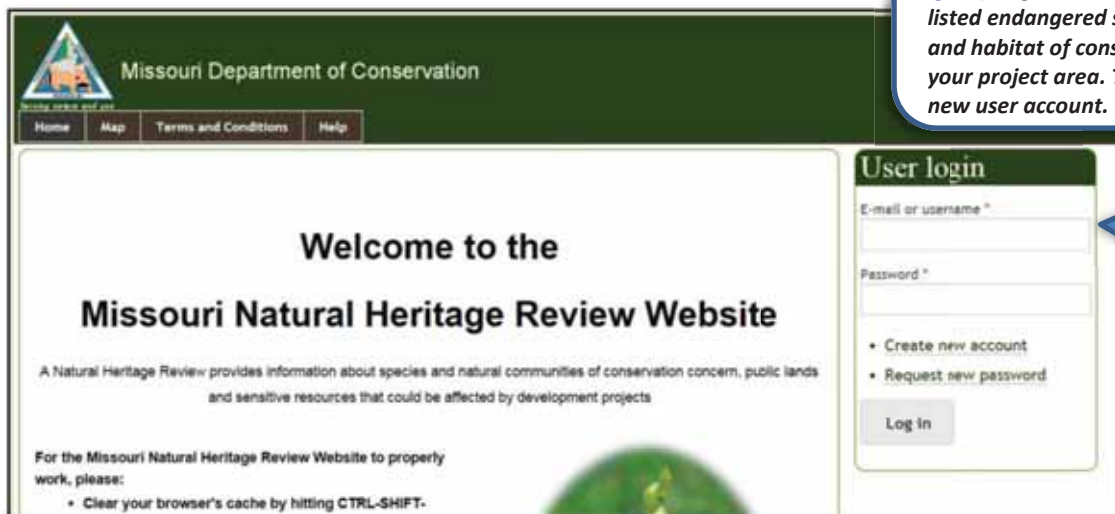 listed endangered s
and habitat of cons
your project area. T
new user account.
Missouri Department of Conservation
Serving nature and you
Home Map Terms and Conditions Help
User login
E-mail or username *
Password *
• Create new account
• Request new password
Log in
Welcome to the
Missouri Natural Heritage Review Website
A Natural Heritage Review provides information about species and natural communities of conservation concern, public lands
and sensitive resources that could be affected by development projects
For the Missouri Natural Heritage Review Website to properly
work, please:
• Clear your browser's cache by hitting CTRL-SHIFT-